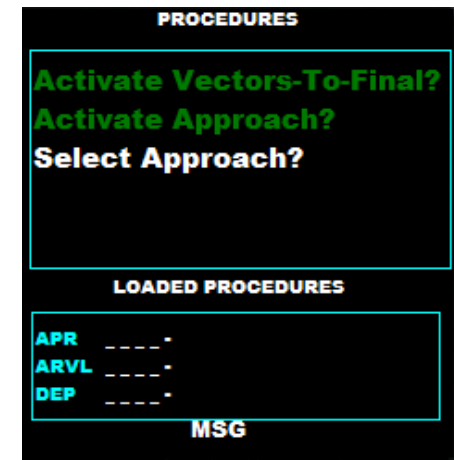 PROCEDURES
Activate Vectors-To-Final?
Activate Approach?
Select Approach?
LOADED PROCEDURES
APR _ _ _ _-
ARVL _ _ _ _-
DEP _ _ _ _-
MSG